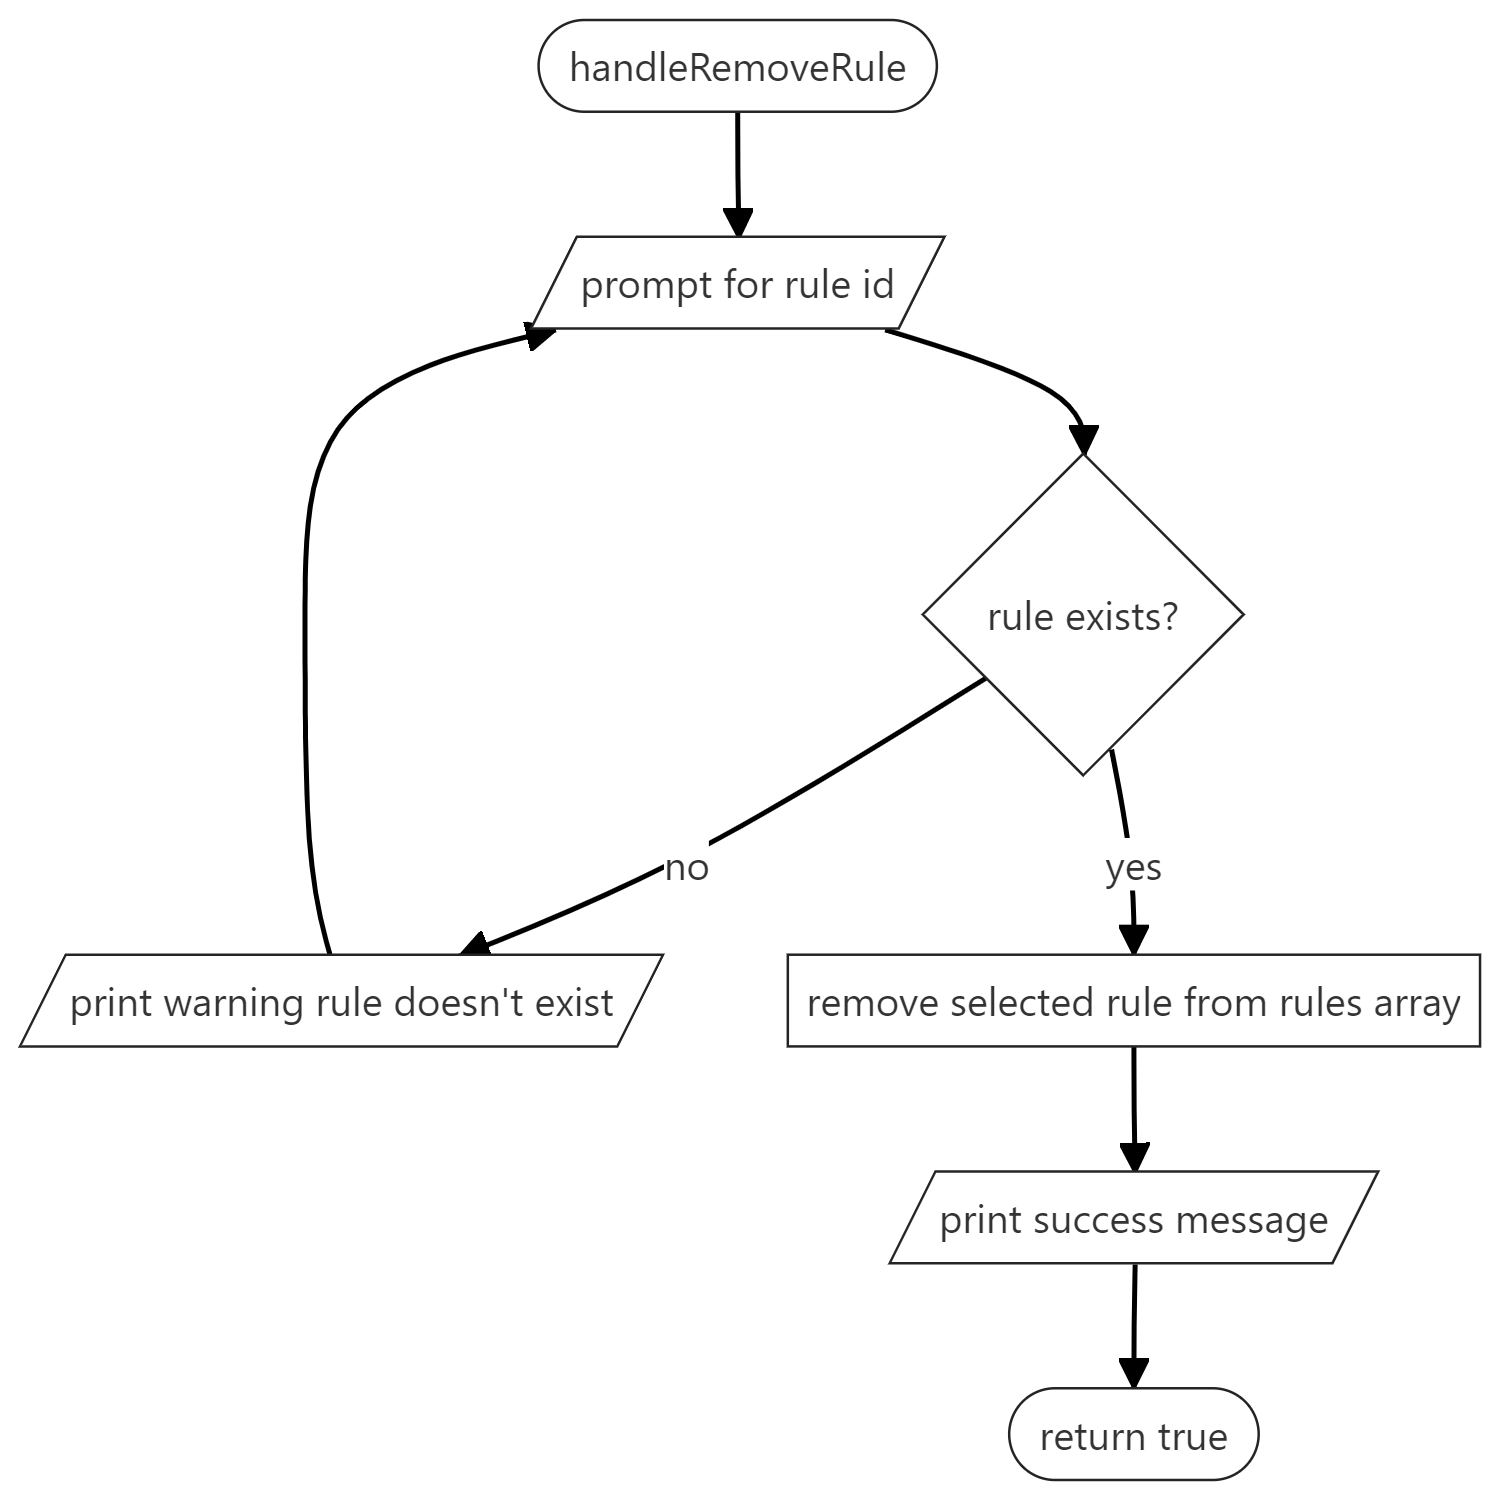 handleRemoveRule
prompt for rule id
rule exists?
no
yes
print warning rule doesn't exist
remove selected rule from rules array
print success message
return true